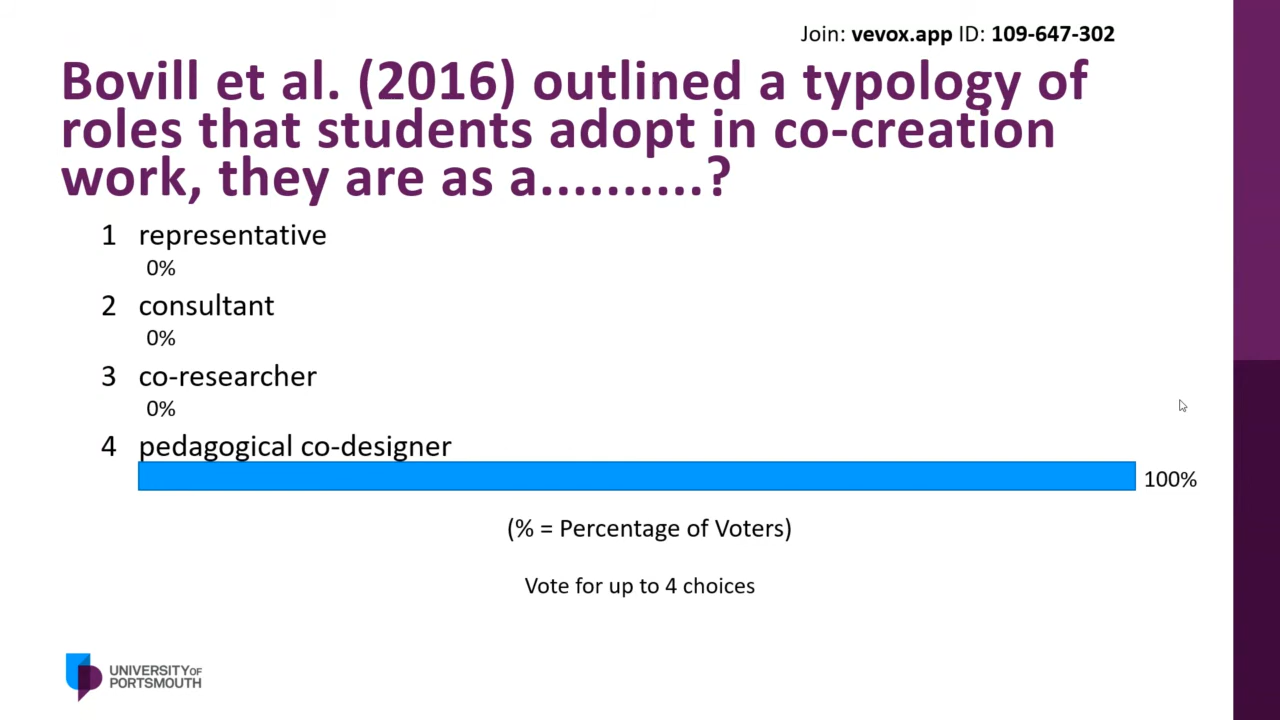 Join: vevox.app ID: 109-647-302
Bovill et al. (2016) outlined a typology of
roles that students adopt in co-creation
work, they are as a..........?
1 representative
0%
2 consultant
0%
3 co-researcher
0%
4 pedagogical co-designer
100%
(% = Percentage of Voters)
Vote for up to 4 choices
UNIVERSITY OF
PORTSMOUTH